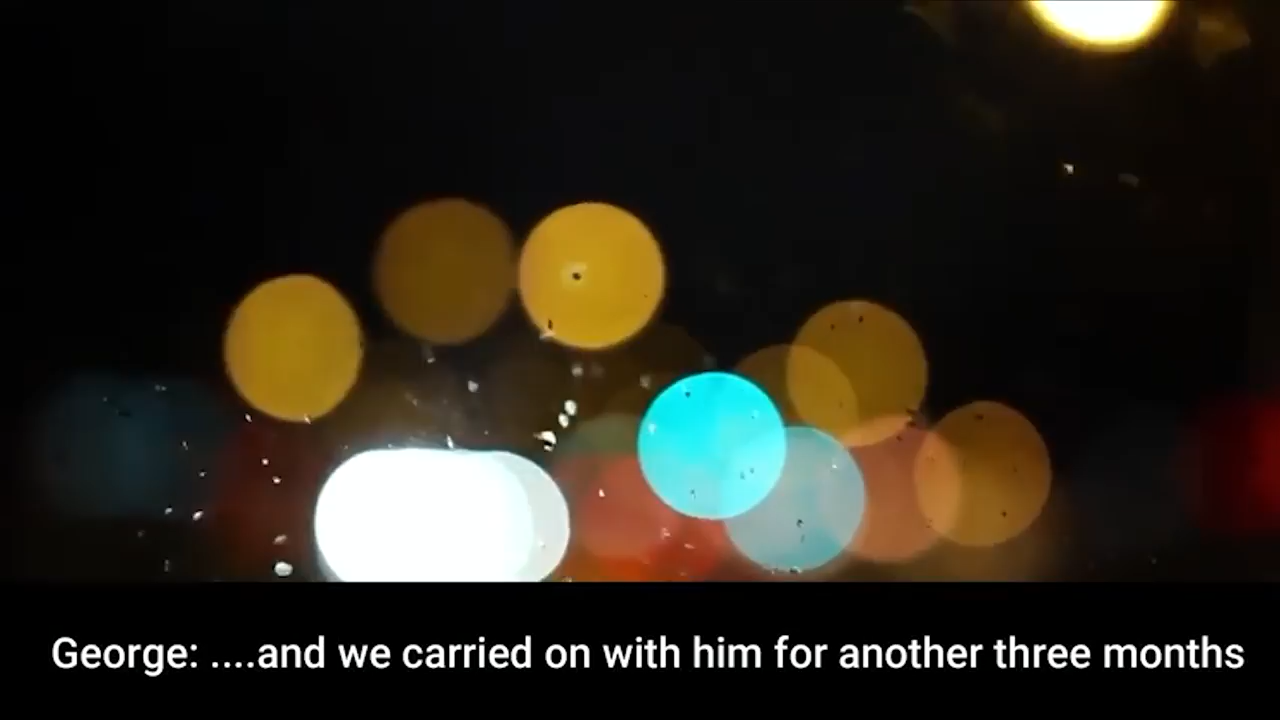 George: ....and we carried on with him for another three months